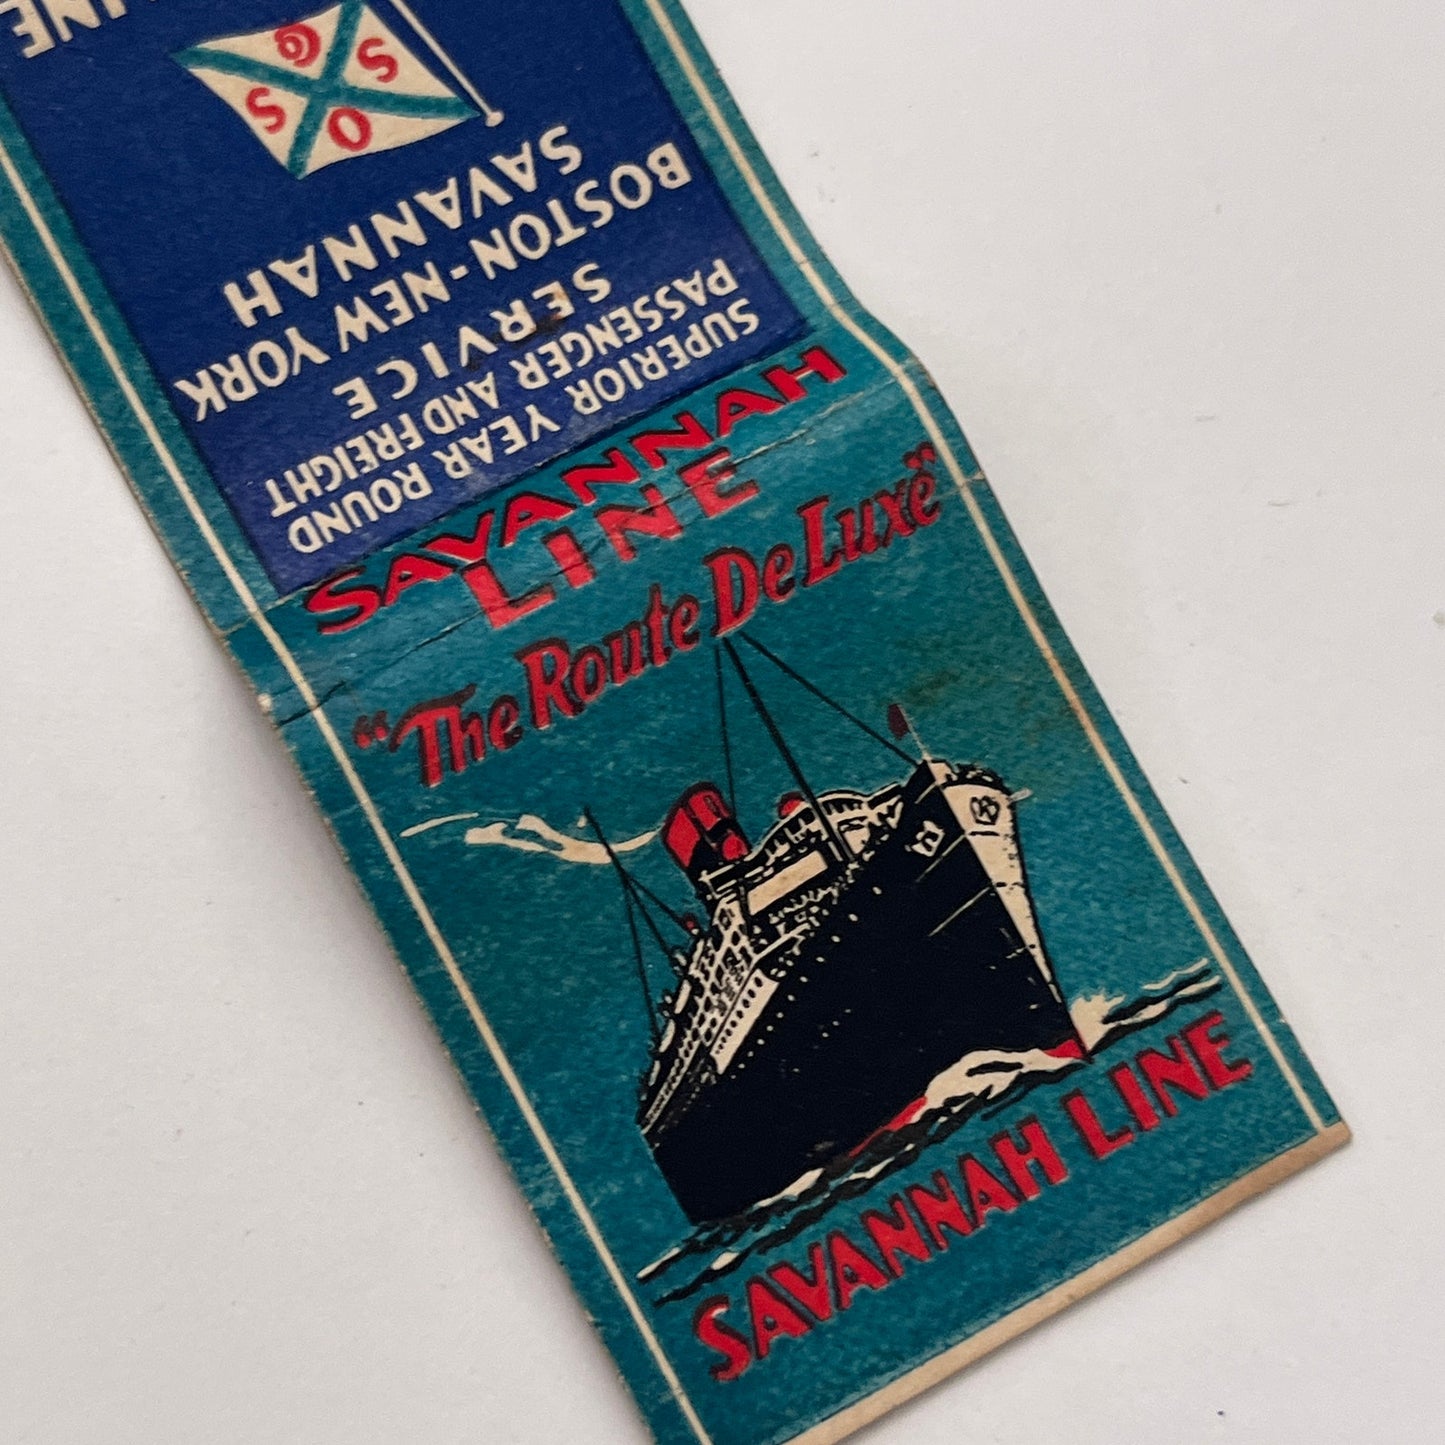 SAVANNAH
LINE
"The Route De Luxe"
SAVANNAH LINE
SUPERIOR YEAR ROUND
PASSENGER AND FREIGHT
SERVICE
BOSTON - NEW YORK
SAVANNAH
O
S S
INE